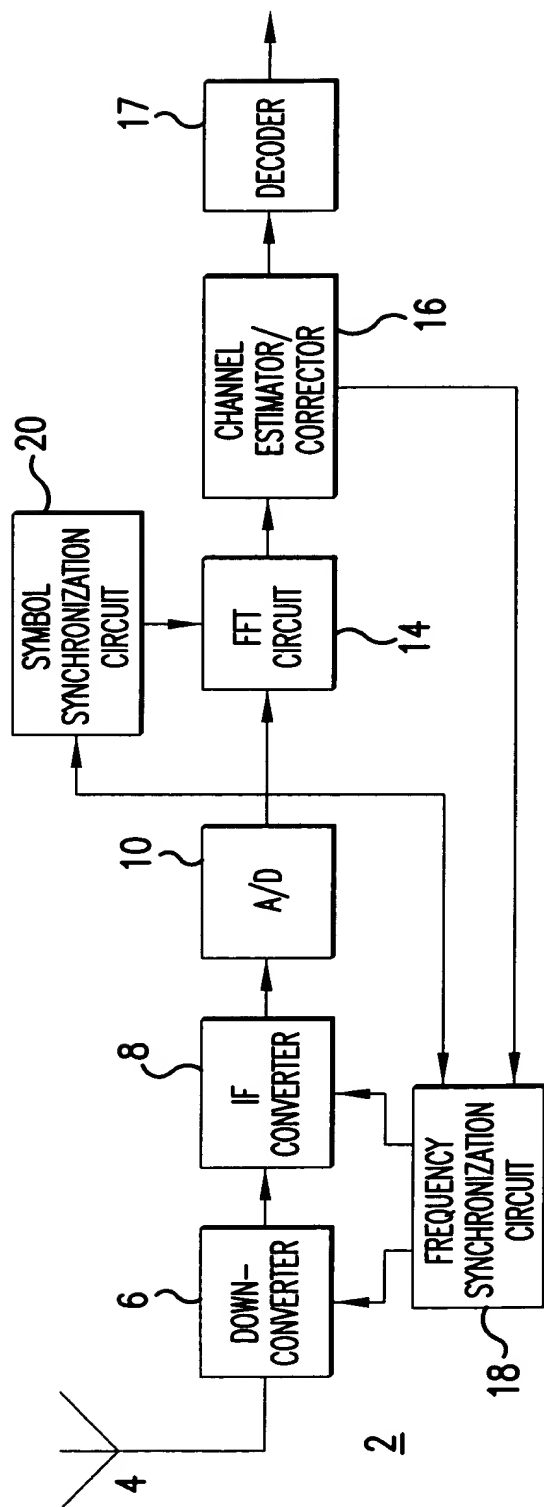 4
2
6
DOWN-
CONVERTER
8
IF
CONVERTER
10
A/D
20
SYMBOL
SYNCHRONIZATION
CIRCUIT
FFT
CIRCUIT
14
CHANNEL
ESTIMATOR/
CORRECTOR
16
17
DECODER
FREQUENCY
SYNCHRONIZATION
CIRCUIT
18